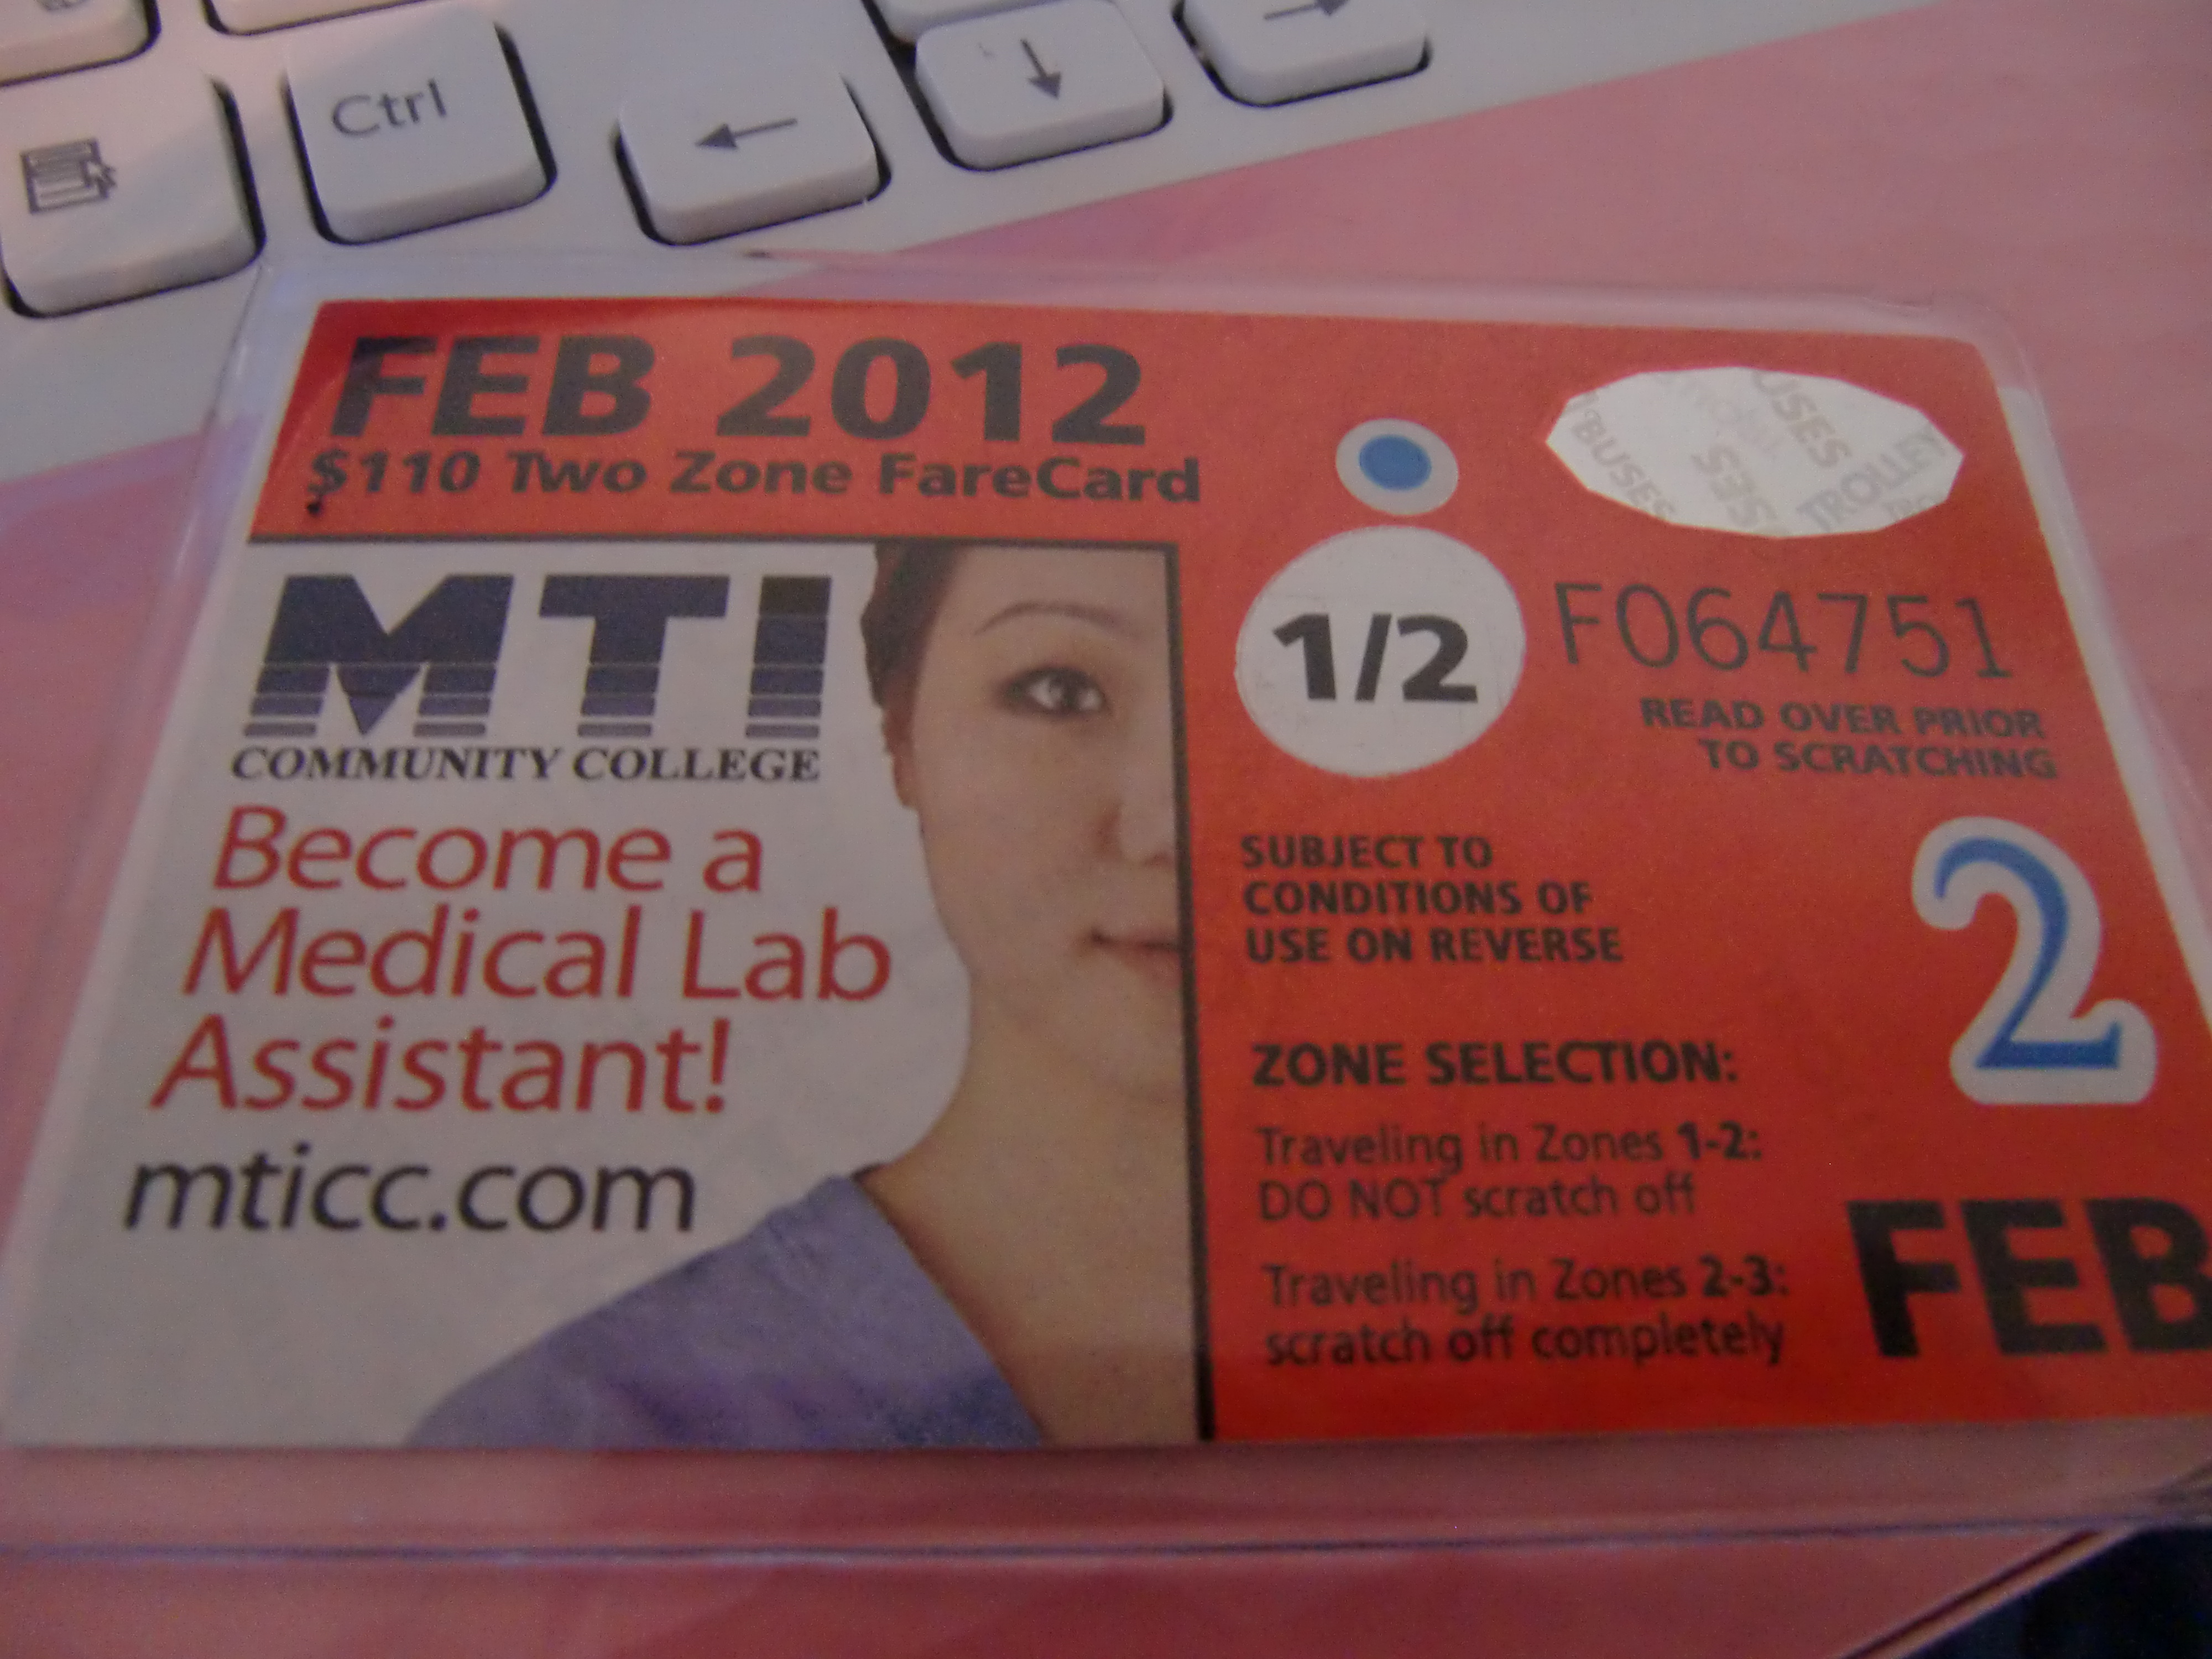 Ctrl
FEB 2012
$110 Two Zone FareCard
MTI
COMMUNITY COLLEGE
Become a
Medical Lab
Assistant!
mticc.com
BUSES
USES
SES
TROLLEY
1/2
F064751
READ OVER PRIOR
TO SCRATCHING
SUBJECT TO
CONDITIONS OF
USE ON REVERSE
2
ZONE SELECTION:
Traveling in Zones 1-2:
DO NOT scratch off
Traveling in Zones 2-3:
scratch off completely
FEB